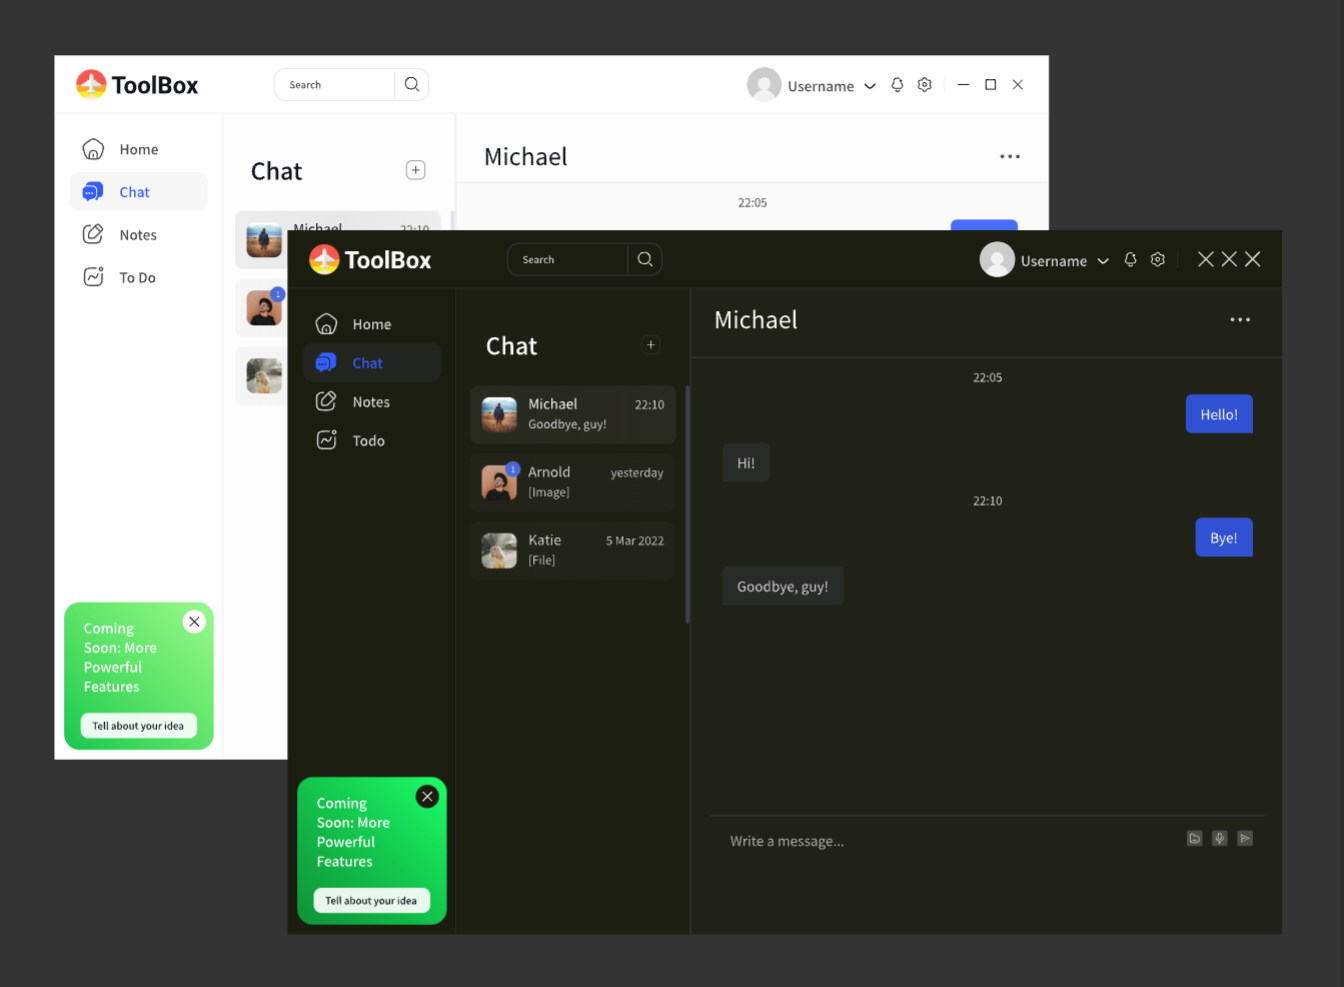 ToolBox
Search
Username
Home
Chat
Notes
To Do
Chat
Michael 22:10
1
Michael
22:05
Coming
Soon: More
Powerful
Features
Tell about your idea
ToolBox
Search
Username
Home
Chat
Notes
Todo
Chat
Michael 22:10
Goodbye, guy!
1
Arnold yesterday
[Image]
Katie 5 Mar 2022
[File]
Michael
22:05
Hello!
Hi!
22:10
Bye!
Goodbye, guy!
Write a message...
Coming
Soon: More
Powerful
Features
Tell about your idea